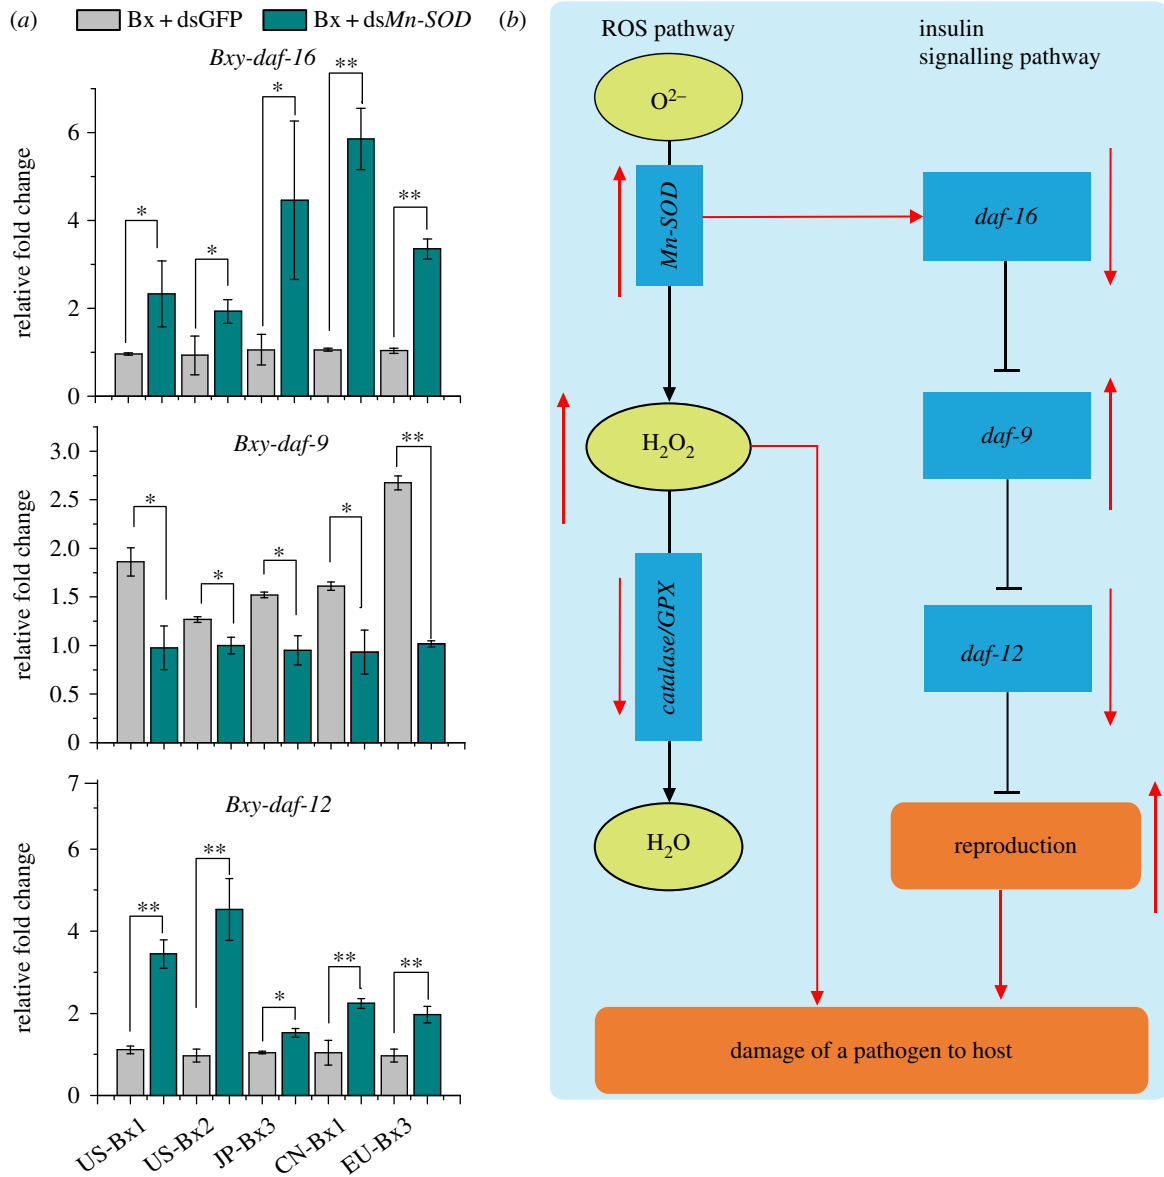 (a) Bx + dsGFP Bx + dsMn-SOD
Bxy-daf-16
relative fold change
6
4
2
0
* * * ** **
Bxy-daf-9
relative fold change
3.0
2.5
2.0
1.5
1.0
0.5
0
* * * * **
Bxy-daf-12
relative fold change
7
6
4
2
0
** ** * ** **
US-Bx1 US-Bx2 JP-Bx3 CN-Bx1 EU-Bx3
(b)
ROS pathway
insulin
signalling pathway
O²⁻
Mn-SOD
daf-16
H₂O₂
daf-9
catalase/GPX
daf-12
H₂O
reproduction
damage of a pathogen to host